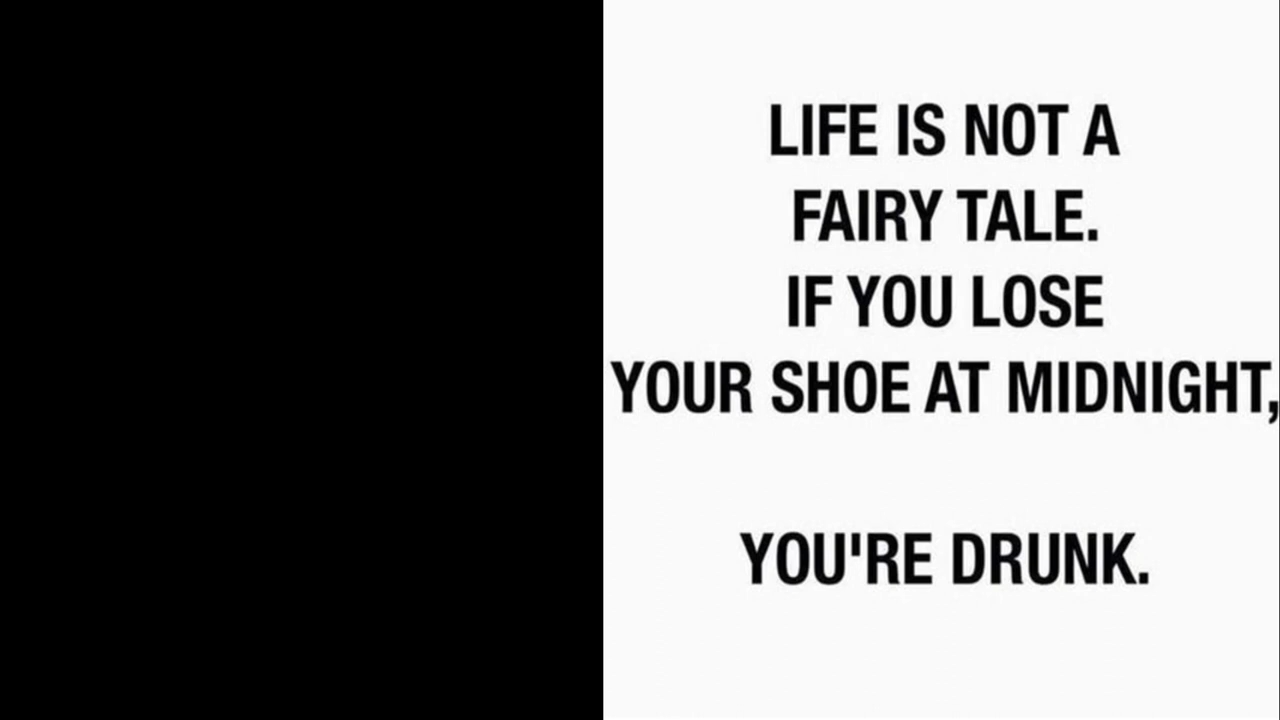 LIFE IS NOT A
FAIRY TALE.
IF YOU LOSE
YOUR SHOE AT MIDNIGHT,
YOU'RE DRUNK.